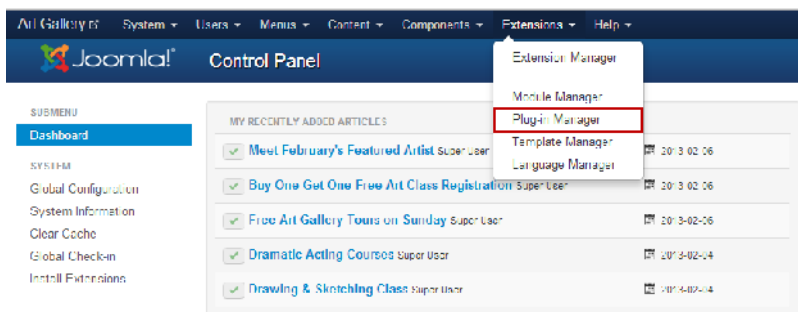 Art Gallery System Users Menus Content Components Extensions Help
Joomla! Control Panel
Extension Manager
Module Manager
Plug-in Manager
Template Manager
Language Manager
SUBMENU
Dashboard
SYSTEM
Global Configuration
System Information
Clear Cache
Global Check-in
Install Extensions
MY RECENTLY ADDED ARTICLES
Meet February's Featured Artist Super User 2013-02-06
Buy One Get One Free Art Class Registration Super User 2013-02-06
Free Art Gallery Tours on Sunday Super User 2013-02-06
Dramatic Acting Courses Super User 2013-02-04
Drawing & Sketching Class Super User 2013-02-04